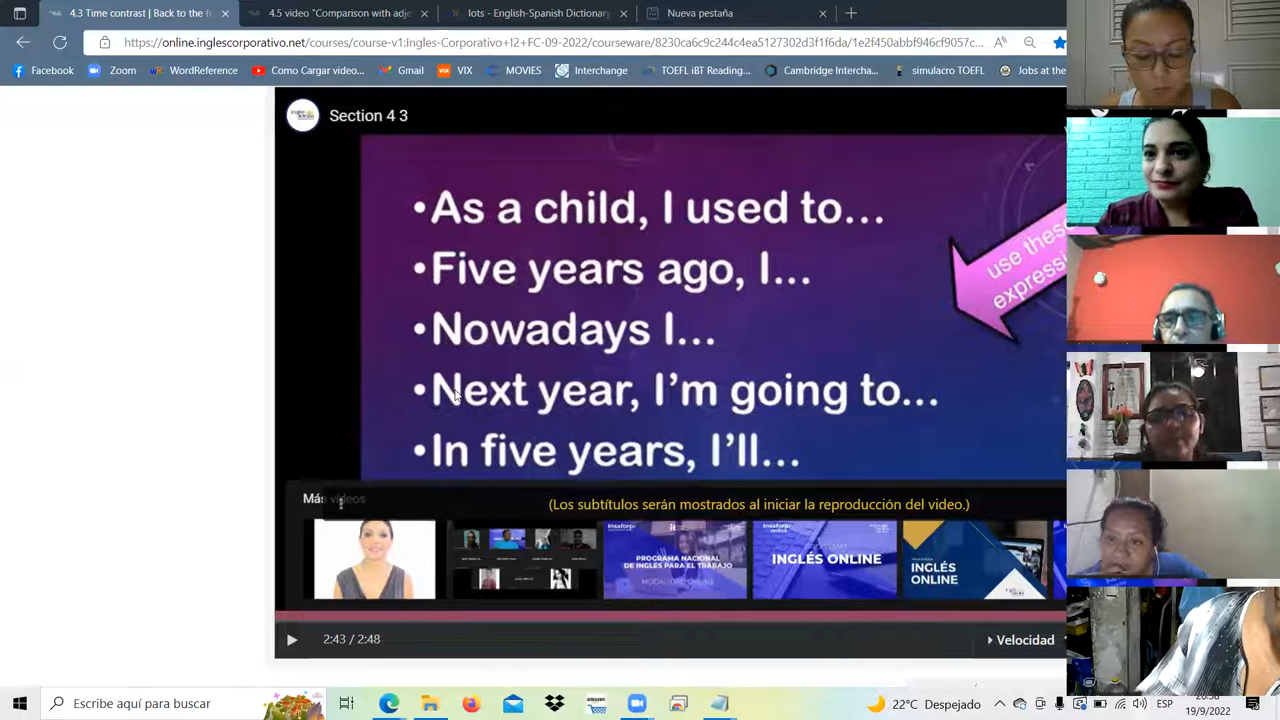 4.3 Time contrast | Back to the f
4.5 video "Comparison with adje
lots - English-Spanish Dictionary
Nueva pestaña
https://online.inglescorporativo.net/courses/course-v1:Ingles-Corporativo+I2+FC-09-2022/courseware/8230ca6c9c244c4ea5127302d3f1f6da/1e2f450abbf946cf9057c...
Facebook
Zoom
WordReference
Como Cargar video...
Gmail
VIX
MOVIES
Interchange
TOEFL iBT Reading...
Cambridge Intercha...
simulacro TOEFL
Jobs at the
Section 4 3
•As a child, I used to...
•Five years ago, I...
•Nowadays I...
•Next year, I'm going to...
•In five years, I'll...
use these
expressi
Más videos
(Los subtítulos serán mostrados al iniciar la reproducción del video.)
PROGRAMA NACIONAL
DE INGLÉS PARA EL TRABAJO
MODALIDAD ONLINE
INGLÉS ONLINE
INGLÉS
ONLINE
2:43 / 2:48
Velocidad
Escribe aquí para buscar
22°C Despejado
ESP
19/9/2022